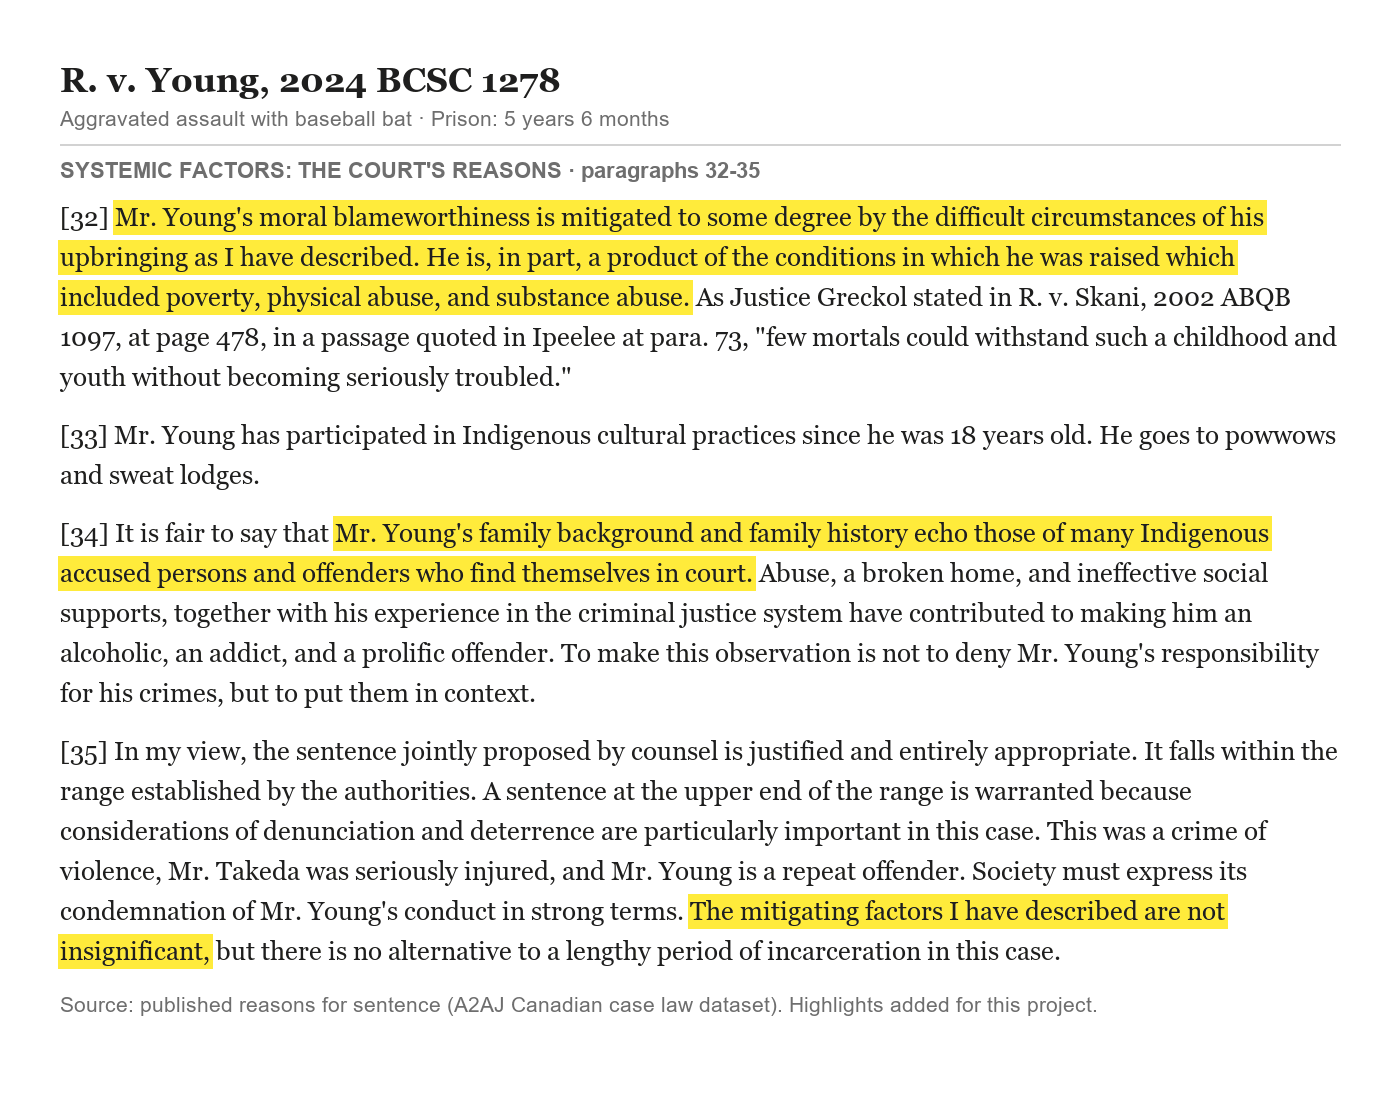 R. v. Young, 2024 BCSC 1278
Aggravated assault with baseball bat · Prison: 5 years 6 months
SYSTEMIC FACTORS: THE COURT'S REASONS · paragraphs 32-35
[32] Mr. Young's moral blameworthiness is mitigated to some degree by the difficult circumstances of his
upbringing as I have described. He is, in part, a product of the conditions in which he was raised which
included poverty, physical abuse, and substance abuse. As Justice Greckol stated in R. v. Skani, 2002 ABQB
1097, at page 478, in a passage quoted in Ipeelee at para. 73, "few mortals could withstand such a childhood and
youth without becoming seriously troubled."
[33] Mr. Young has participated in Indigenous cultural practices since he was 18 years old. He goes to powwows
and sweat lodges.
[34] It is fair to say that Mr. Young's family background and family history echo those of many Indigenous
accused persons and offenders who find themselves in court. Abuse, a broken home, and ineffective social
supports, together with his experience in the criminal justice system have contributed to making him an
alcoholic, an addict, and a prolific offender. To make this observation is not to deny Mr. Young's responsibility
for his crimes, but to put them in context.
[35] In my view, the sentence jointly proposed by counsel is justified and entirely appropriate. It falls within the
range established by the authorities. A sentence at the upper end of the range is warranted because
considerations of denunciation and deterrence are particularly important in this case. This was a crime of
violence, Mr. Takeda was seriously injured, and Mr. Young is a repeat offender. Society must express its
condemnation of Mr. Young's conduct in strong terms. The mitigating factors I have described are not
insignificant, but there is no alternative to a lengthy period of incarceration in this case.
Source: published reasons for sentence (A2AJ Canadian case law dataset). Highlights added for this project.